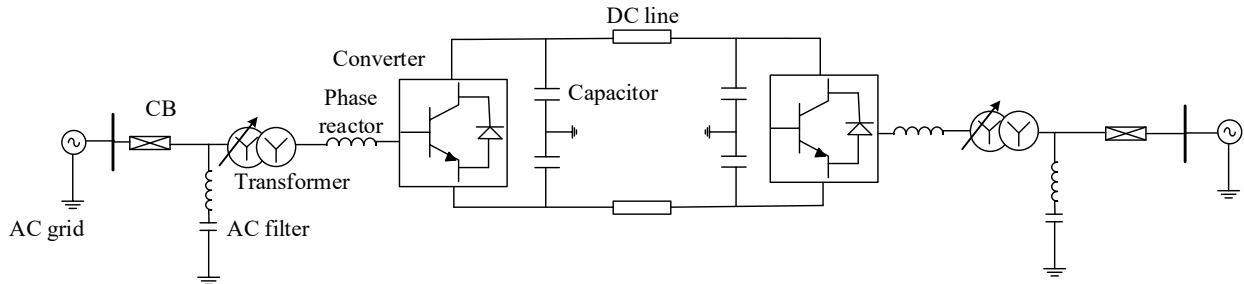 DC line
Converter
Capacitor
Phase
reactor
CB
Transformer
AC grid
AC filter